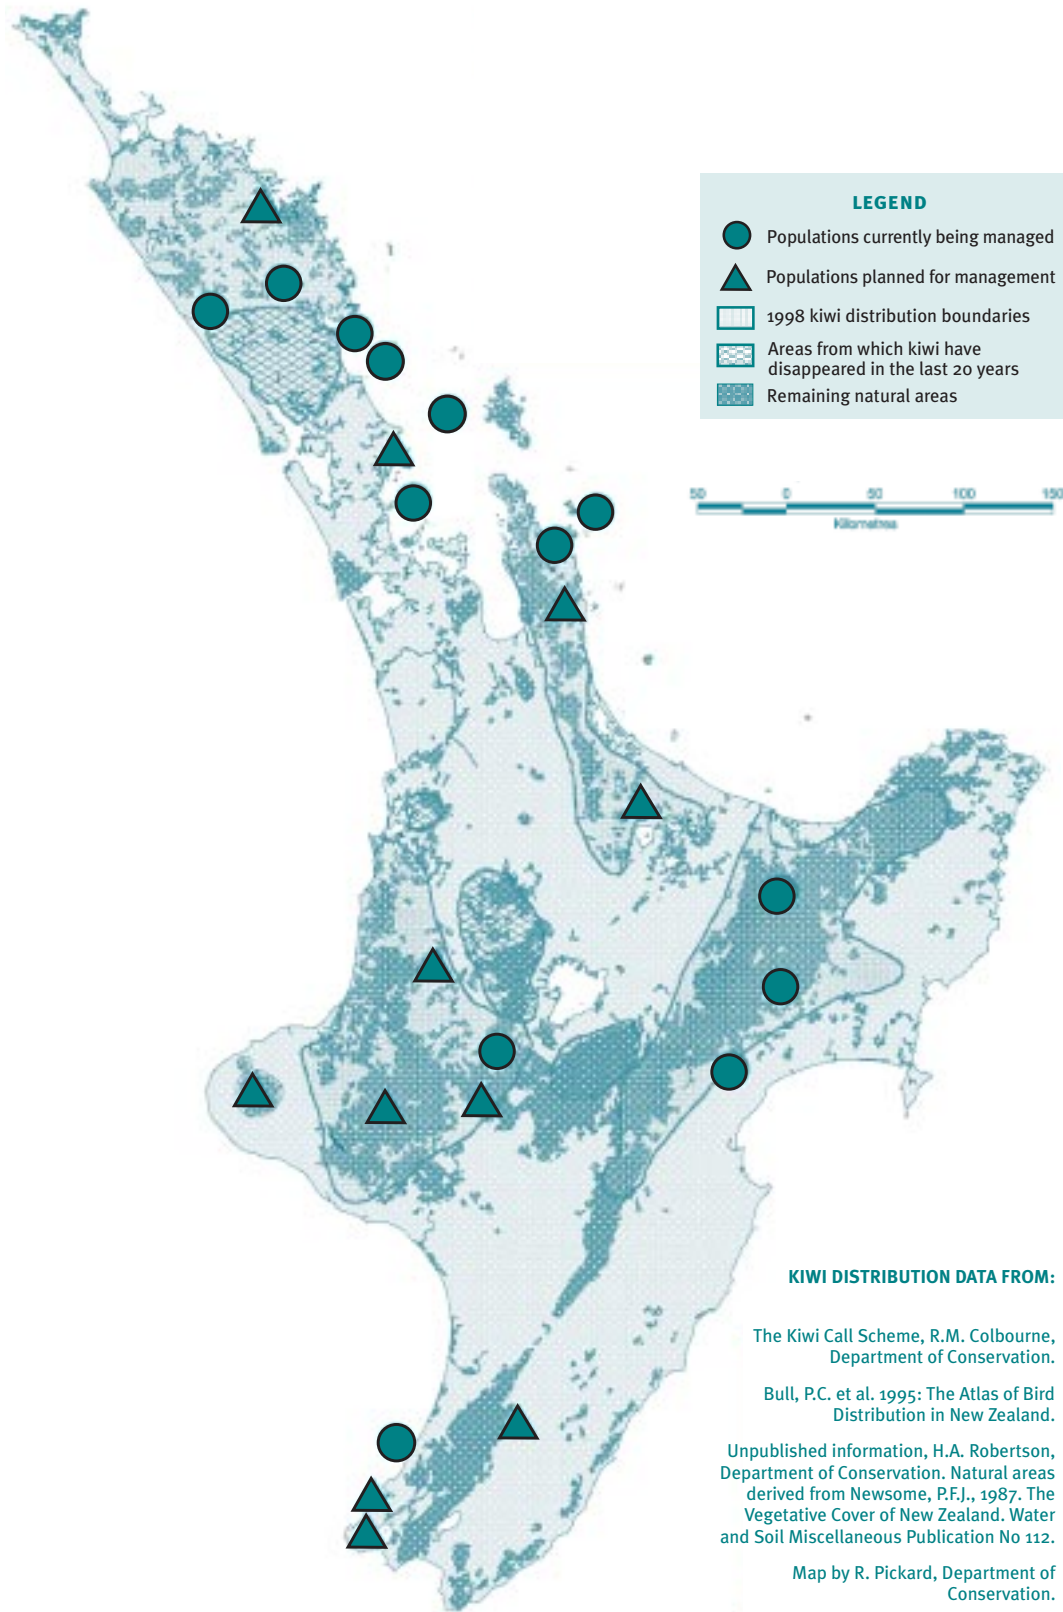 LEGEND
Populations currently being managed
Populations planned for management
1998 kiwi distribution boundaries
Areas from which kiwi have
disappeared in the last 20 years
Remaining natural areas
50 0 50 100 150
Kilometres
KIWI DISTRIBUTION DATA FROM:
The Kiwi Call Scheme, R.M. Colbourne,
Department of Conservation.
Bull, P.C. et al. 1995: The Atlas of Bird
Distribution in New Zealand.
Unpublished information, H.A. Robertson,
Department of Conservation. Natural areas
derived from Newsome, P.F.J., 1987. The
Vegetative Cover of New Zealand. Water
and Soil Miscellaneous Publication No 112.
Map by R. Pickard, Department of
Conservation.